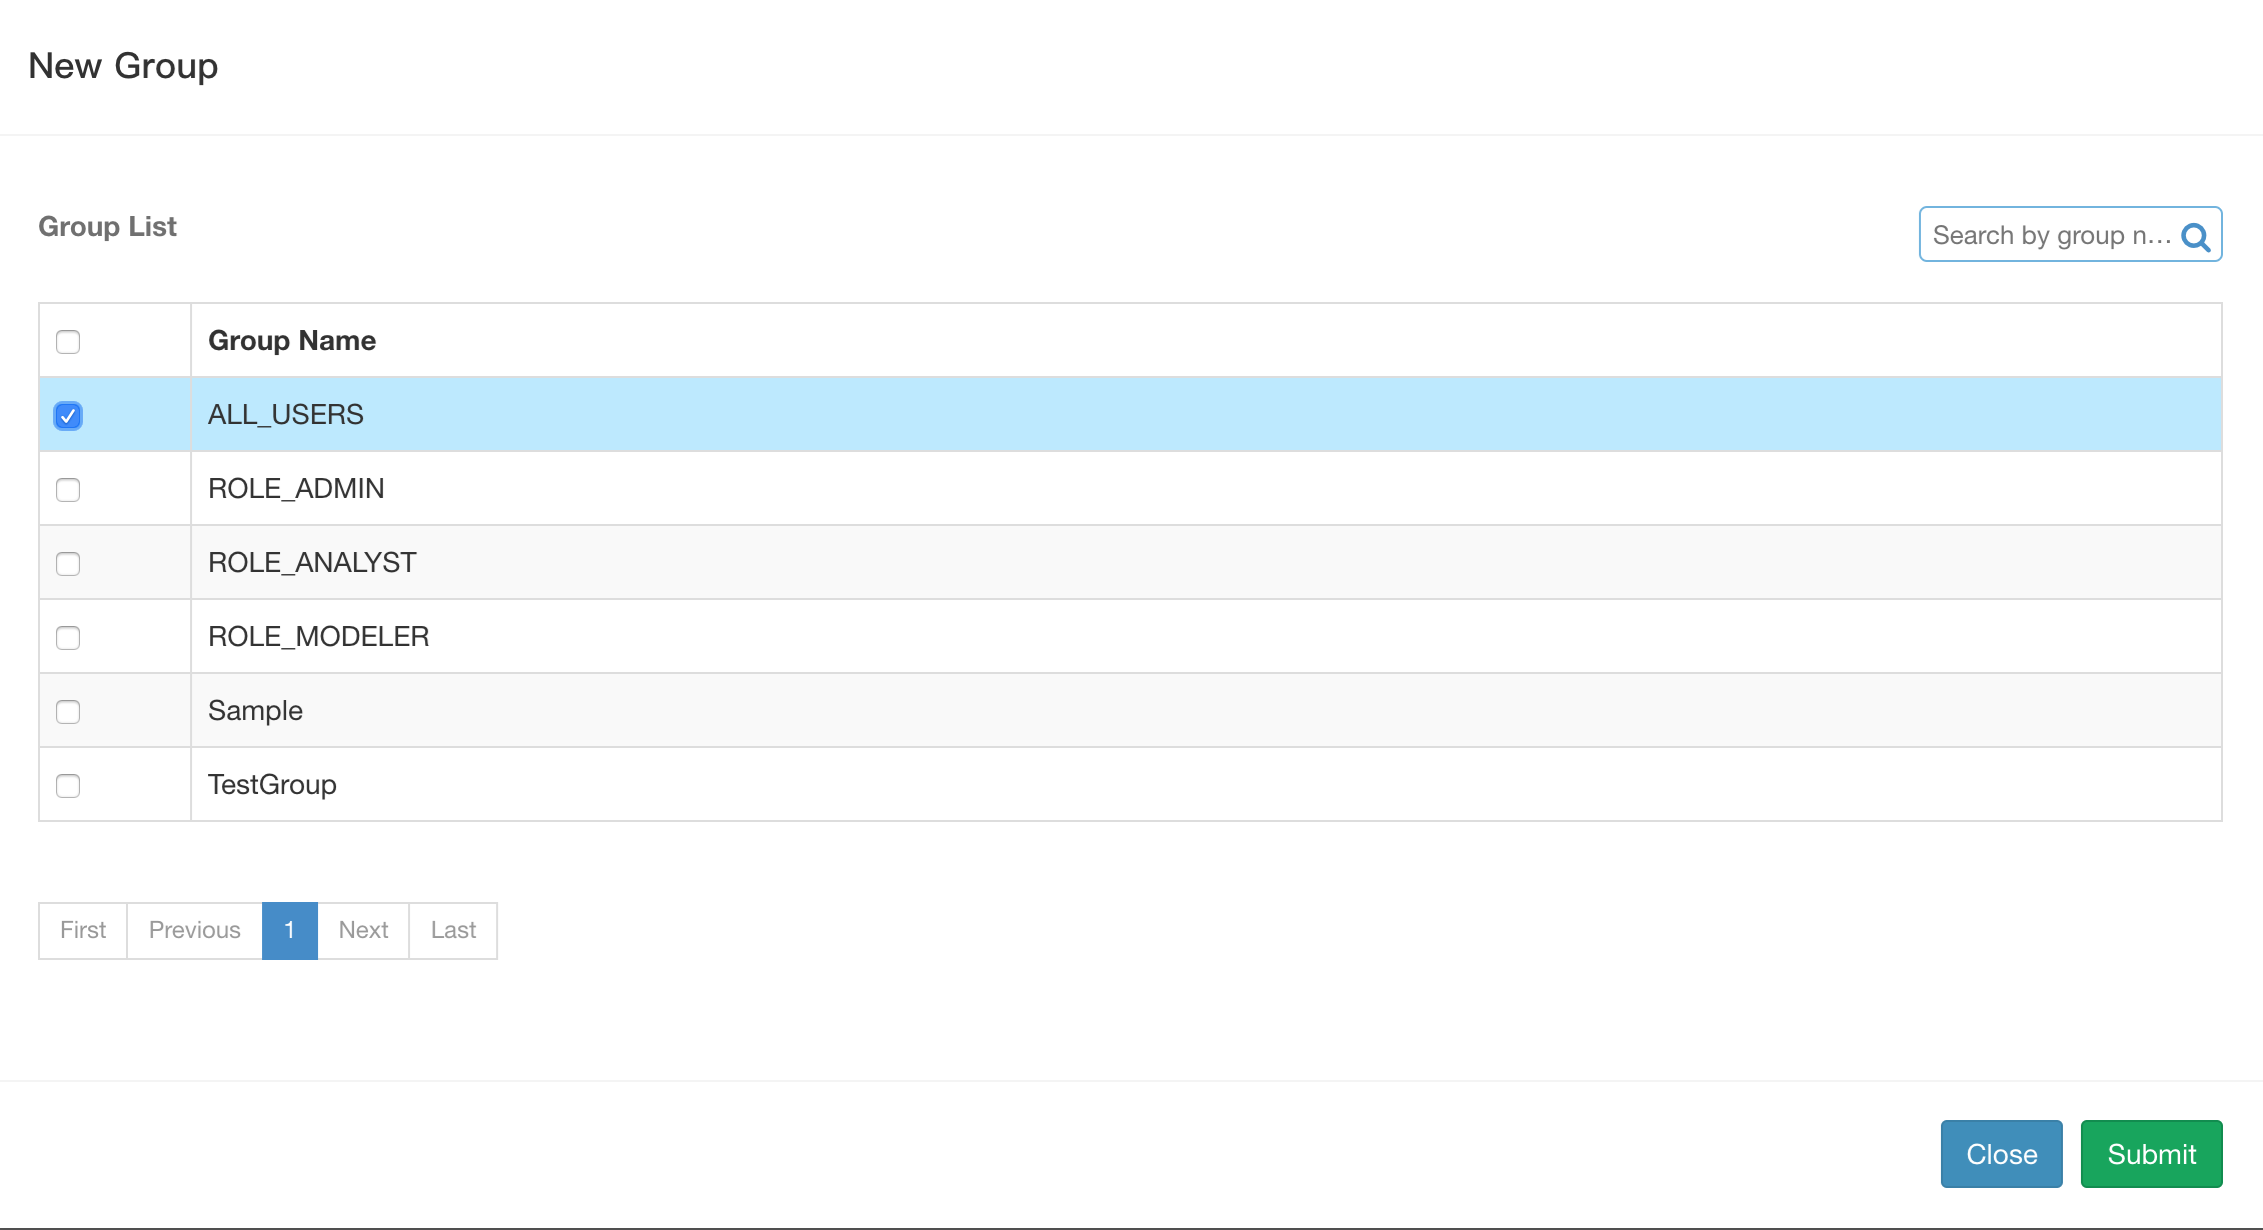 New Group
Group List
Search by group n...
Group Name
ALL_USERS
ROLE_ADMIN
ROLE_ANALYST
ROLE_MODELER
Sample
TestGroup
First Previous 1 Next Last
Close Submit